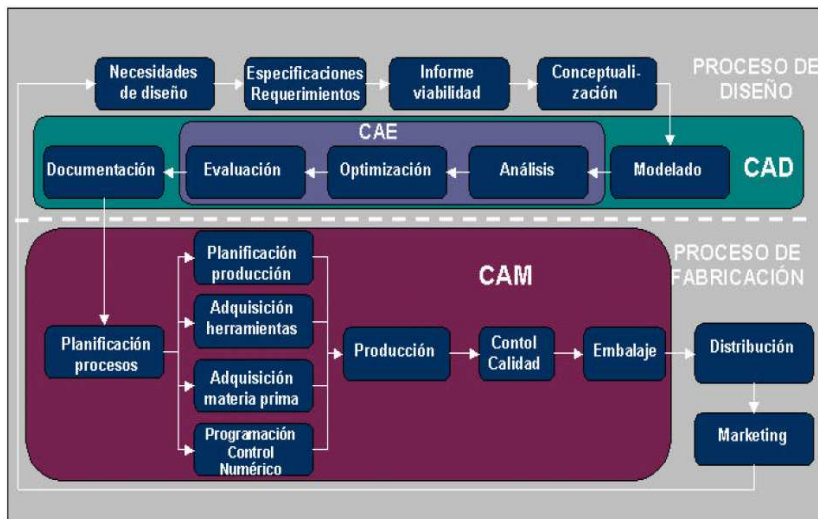 Necesidades
de diseño
Especificaciones
Requerimientos
Informe
viabilidad
Conceptuali-
zación
PROCESO DE
DISEÑO
CAE
Documentación
Evaluación
Optimización
Análisis
Modelado
CAD
PROCESO DE
FABRICACIÓN
CAM
Planificación
procesos
Planificación
producción
Adquisición
herramientas
Adquisición
materia prima
Programación
Control
Numérico
Producción
Contol
Calidad
Embalaje
Distribución
Marketing